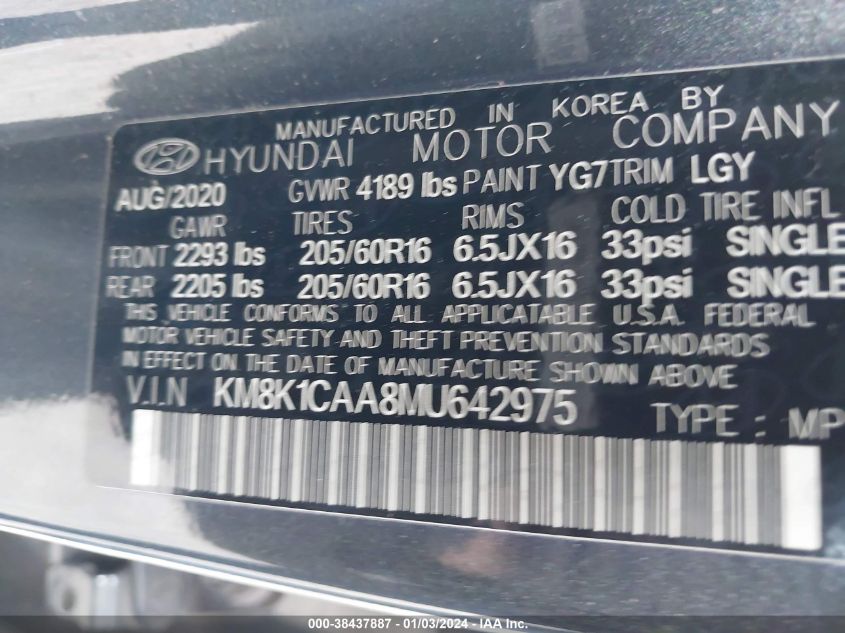 MANUFACTURED IN KOREA BY
HYUNDAI MOTOR COMPANY
AUG/2020 GVWR 4189 lbs PAINT YG7TRIM LGY
GAWR TIRES RIMS COLD TIRE INFL
FRONT 2293 lbs 205/60R16 6.5JX16 33psi SINGLE
REAR 2205 lbs 205/60R16 6.5JX16 33psi SINGLE
THIS VEHICLE CONFORMS TO ALL APPLICATABLE U.S.A. FEDERAL
MOTOR VEHICLE SAFETY AND THEFT PREVENTION STANDARDS
IN EFFECT ON THE DATE OF MANUFACTURE SHOWN ABOVE
V.I.N KM8K1CAA8MU642975 TYPE : MP
000-38437887 - 01/03/2024 - IAA Inc.